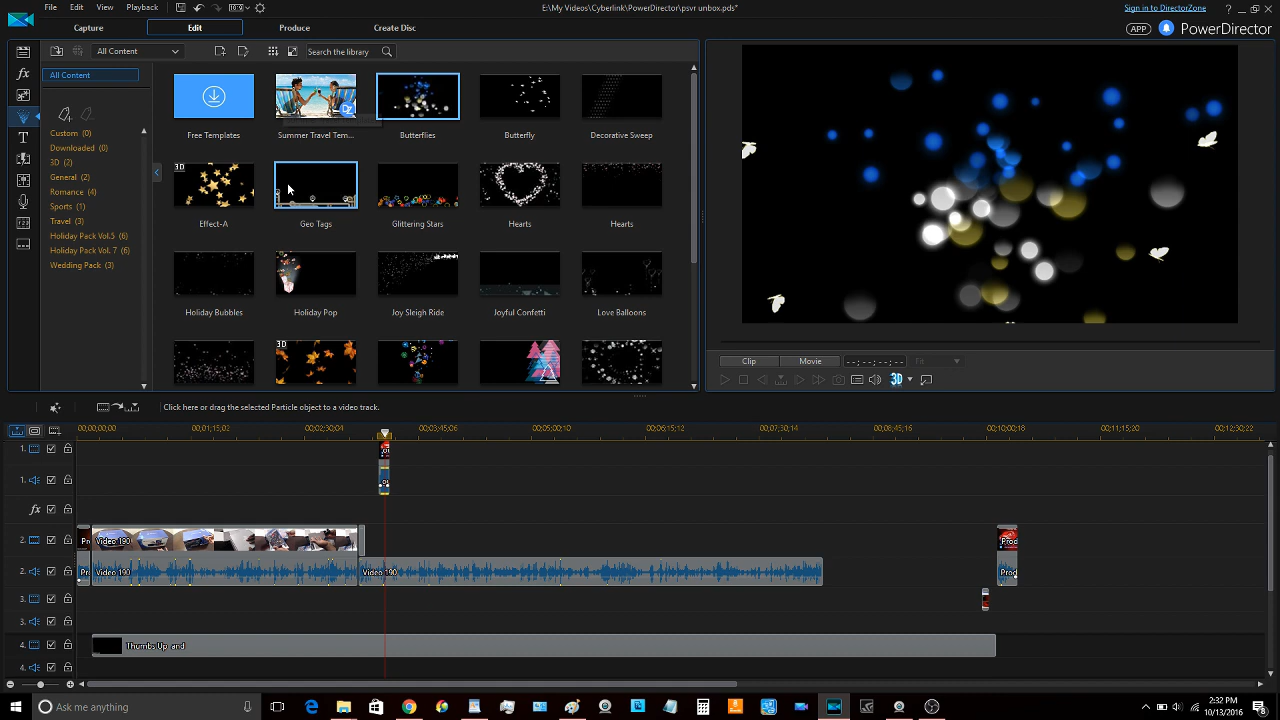 File Edit View Playback
E:\My Videos\Cyberlink\PowerDirector\psvr unbox.pds*
Sign in to DirectorZone
Capture Edit Produce Create Disc
APP PowerDirector
All Content Search the library
All Content
Custom (0)
Downloaded (0)
3D (2)
General (2)
Romance (4)
Sports (1)
Travel (3)
Holiday Pack Vol.5 (6)
Holiday Pack Vol. 7 (6)
Wedding Pack (3)
Free Templates Summer Travel Tem... Butterflies Butterfly Decorative Sweep
3D
Effect-A Geo Tags Glittering Stars Hearts Hearts
Holiday Bubbles Holiday Pop Joy Sleigh Ride Joyful Confetti Love Balloons
3D
Clip Movie --;--;--;-- Fit
3D
Click here or drag the selected Particle object to a video track.
00;00;00;00 00;01;15;02 00;02;30;04 00;03;45;06 00;05;00;10 00;06;15;12 00;07;30;14 00;08;45;16 00;10;00;18 00;11;15;20 00;12;30;22
1.
1.
fx
2. Pr Video 190 Prod
2. Pr Video 190 Video 190 Prod
3.
3.
4. Thumbs Up and
4.
Ask me anything
2:32 PM
10/13/2016